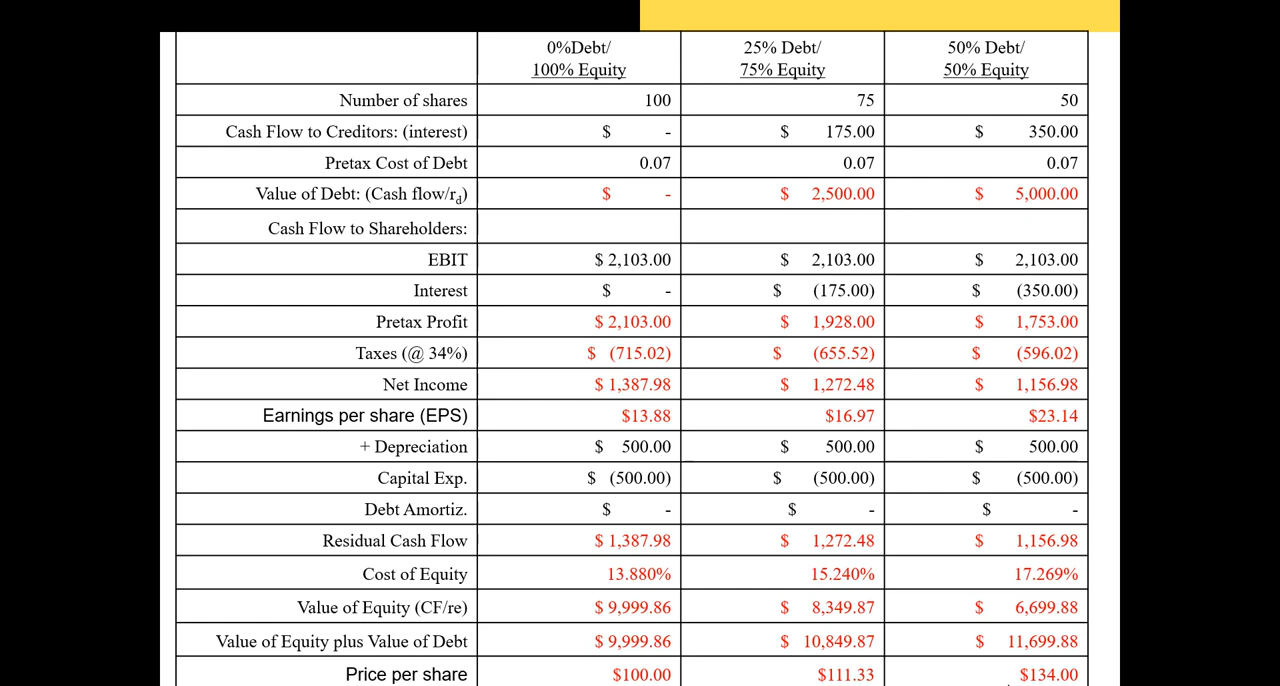 0%Debt/ 25% Debt/ 50% Debt/
100% Equity 75% Equity 50% Equity
Number of shares 100 75 50
Cash Flow to Creditors: (interest) $ - $ 175.00 $ 350.00
Pretax Cost of Debt 0.07 0.07 0.07
Value of Debt: (Cash flow/rd) $ - $ 2,500.00 $ 5,000.00
Cash Flow to Shareholders:
EBIT $ 2,103.00 $ 2,103.00 $ 2,103.00
Interest $ - $ (175.00) $ (350.00)
Pretax Profit $ 2,103.00 $ 1,928.00 $ 1,753.00
Taxes (@ 34%) $ (715.02) $ (655.52) $ (596.02)
Net Income $ 1,387.98 $ 1,272.48 $ 1,156.98
Earnings per share (EPS) $13.88 $16.97 $23.14
+ Depreciation $ 500.00 $ 500.00 $ 500.00
Capital Exp. $ (500.00) $ (500.00) $ (500.00)
Debt Amortiz. $ - $ - $ -
Residual Cash Flow $ 1,387.98 $ 1,272.48 $ 1,156.98
Cost of Equity 13.880% 15.240% 17.269%
Value of Equity (CF/re) $ 9,999.86 $ 8,349.87 $ 6,699.88
Value of Equity plus Value of Debt $ 9,999.86 $ 10,849.87 $ 11,699.88
Price per share $100.00 $111.33 $134.00